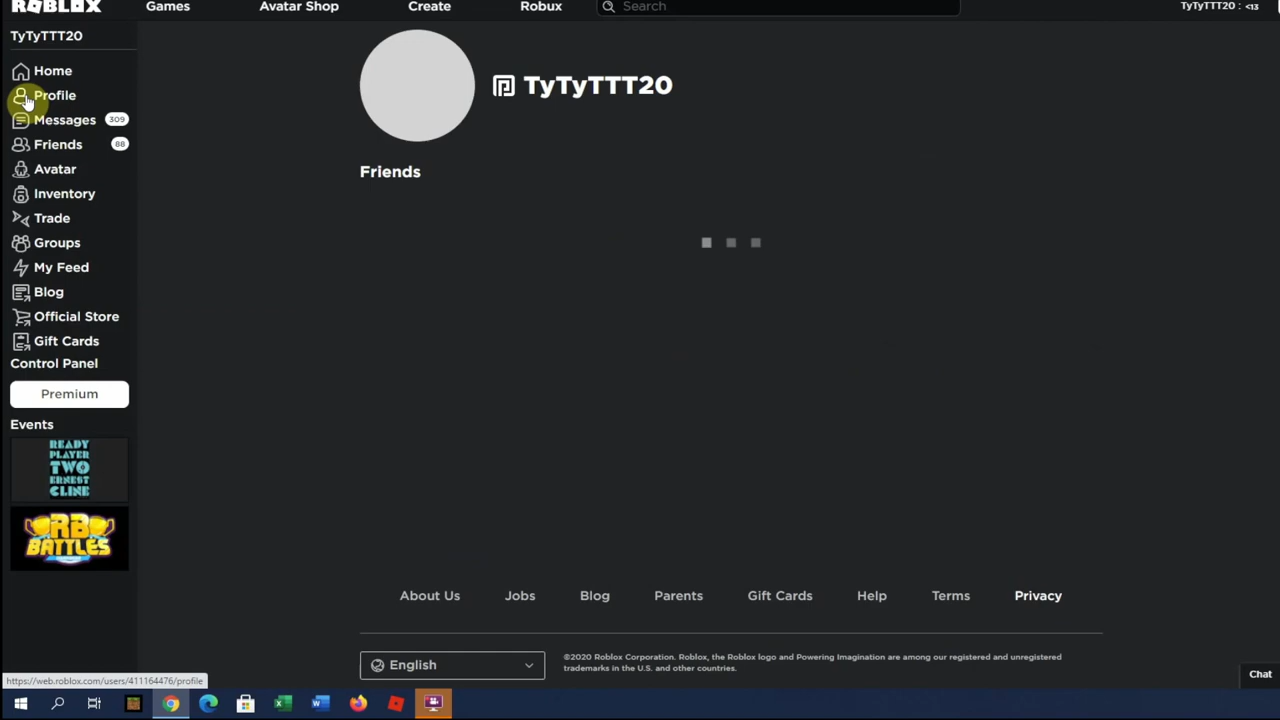 ROBLOX Games Avatar Shop Create Robux Search TyTyTTT20 : <13
TyTyTTT20
Home
Profile
Messages 309
Friends 88
Avatar
Inventory
Trade
Groups
My Feed
Blog
Official Store
Gift Cards
Control Panel
Premium
Events
READY
PLAYER
TWO
ERNEST
CLINE
RB
BATTLES
TyTyTTT20
Friends
About Us Jobs Blog Parents Gift Cards Help Terms Privacy
English
©2020 Roblox Corporation. Roblox, the Roblox logo and Powering Imagination are among our registered and unregistered
trademarks in the U.S. and other countries.
Chat
https://web.roblox.com/users/411164476/profile